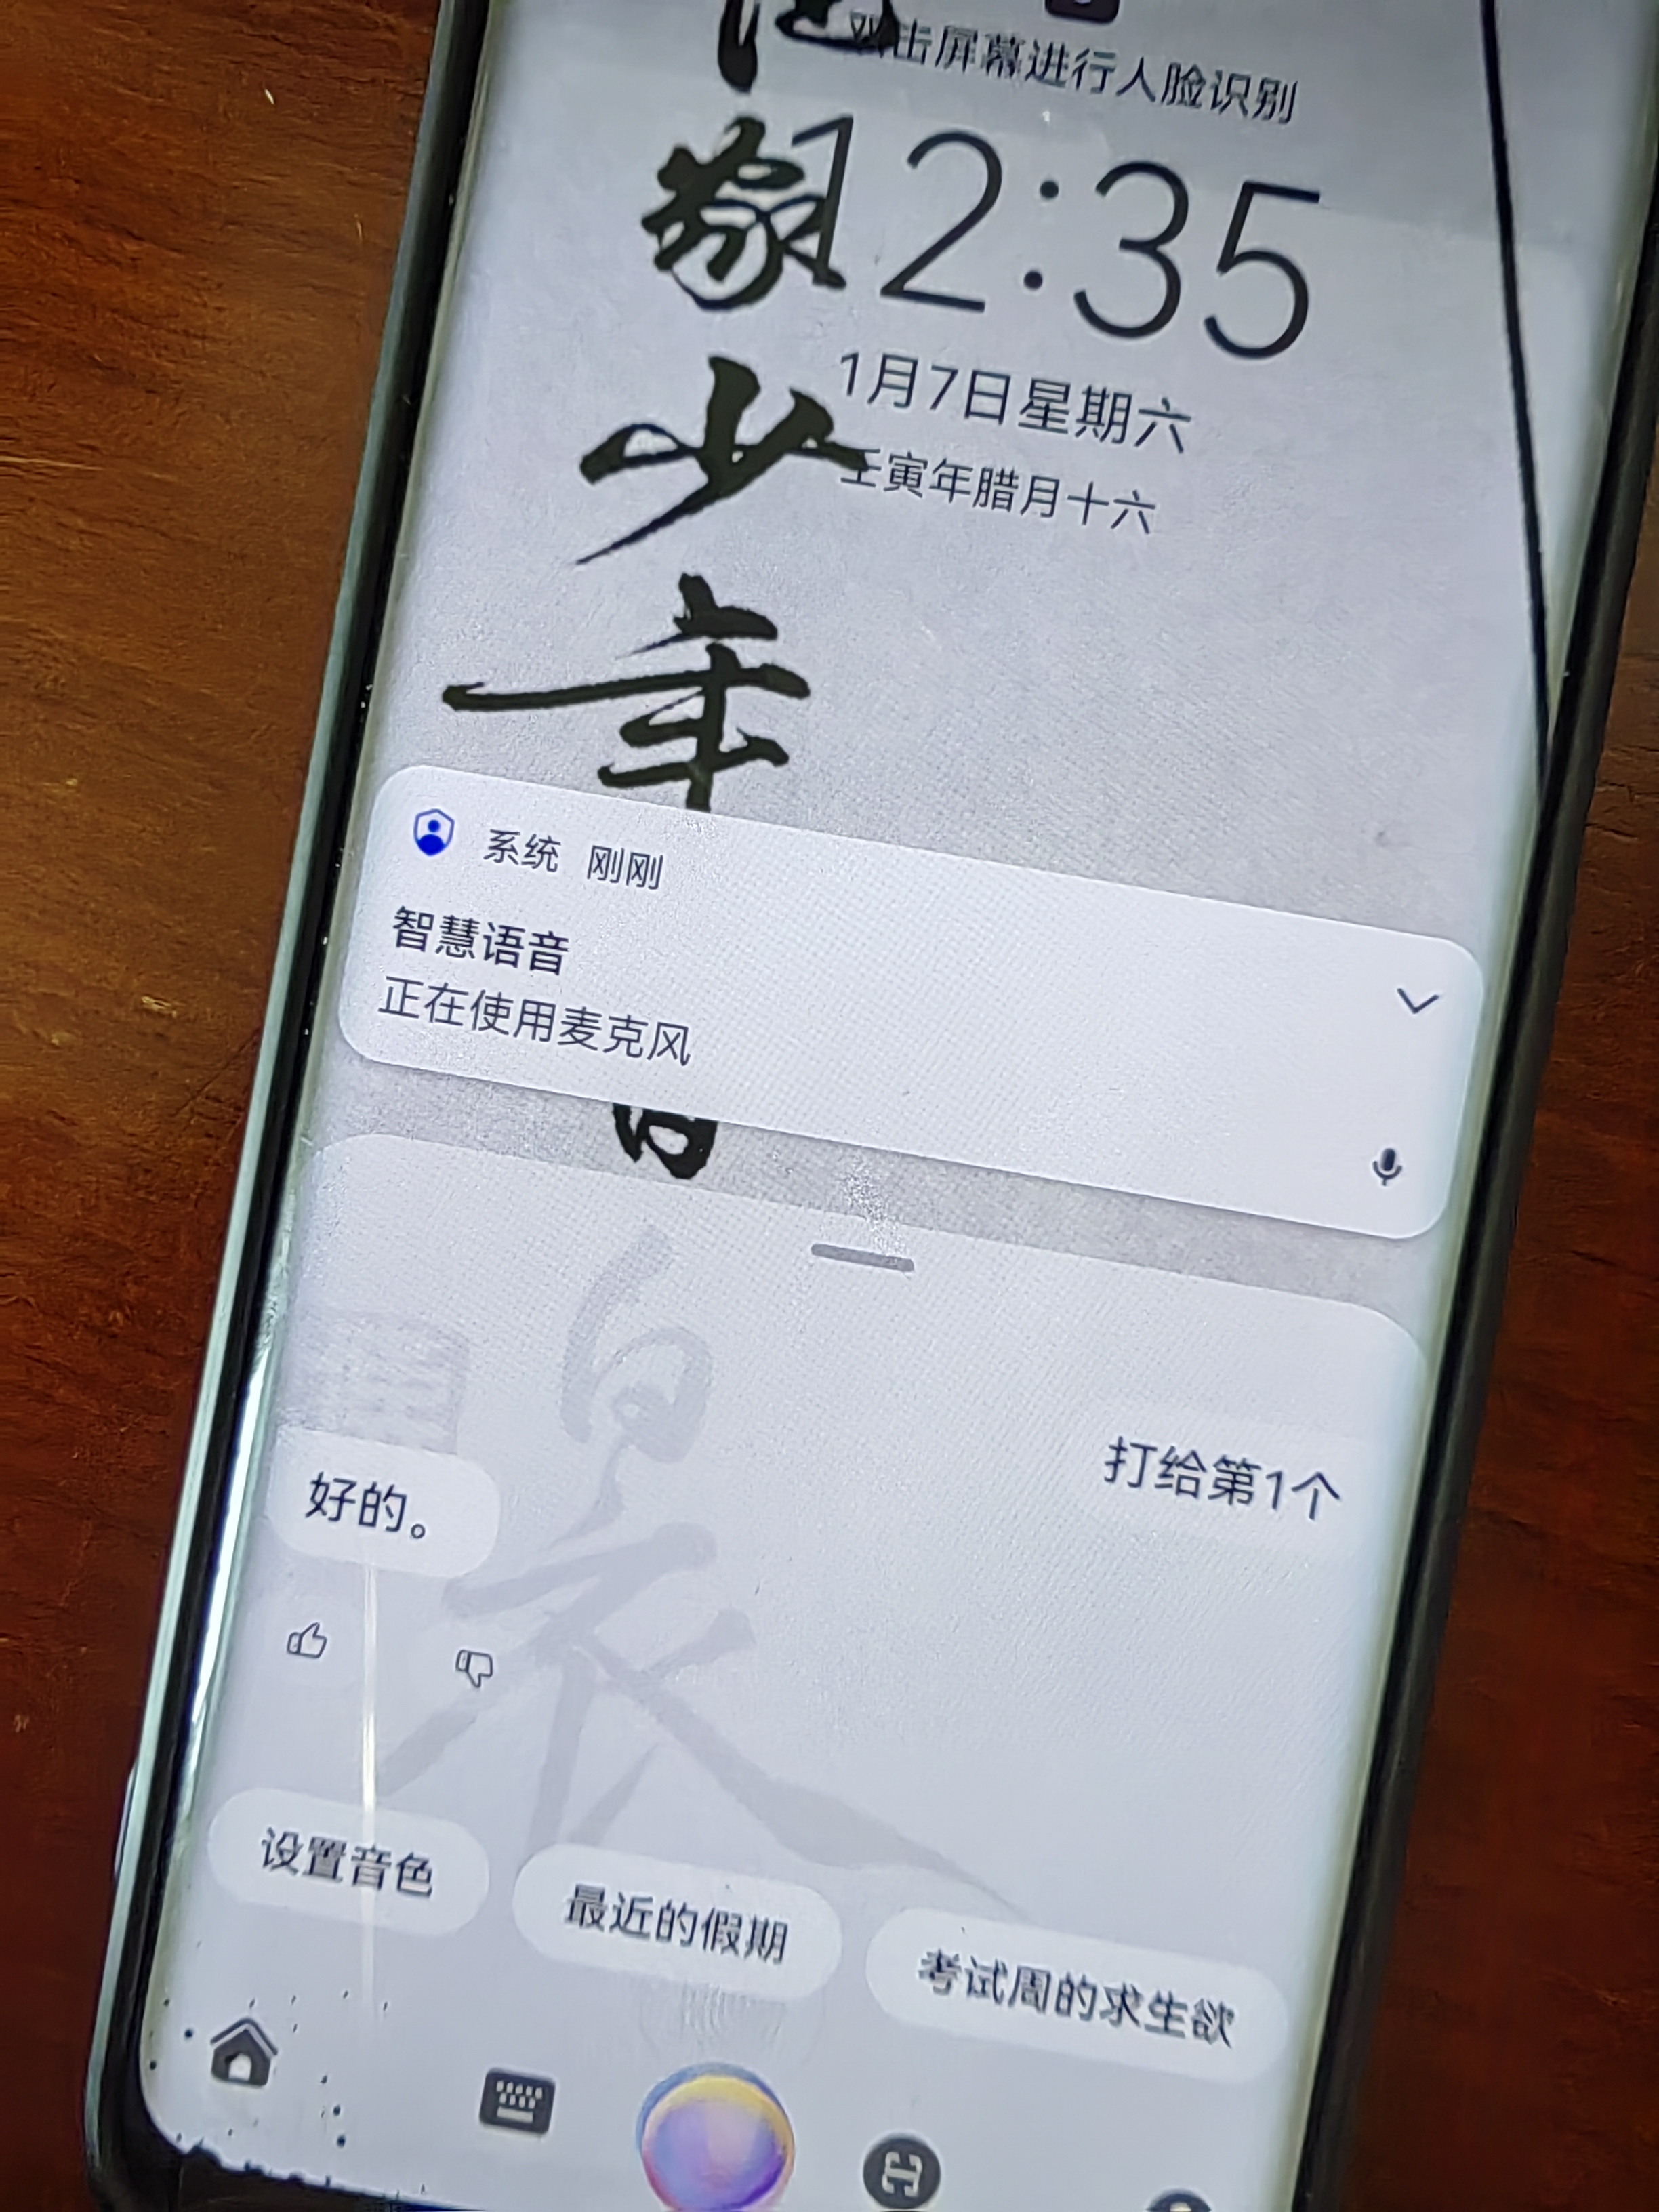 双击屏幕进行人脸识别
12:35
1月7日星期六
壬寅年腊月十六
家
少
年
系统 刚刚
智慧语音
正在使用麦克风
打给第1个
好的。
设置音色
最近的假期
考试周的求生欲